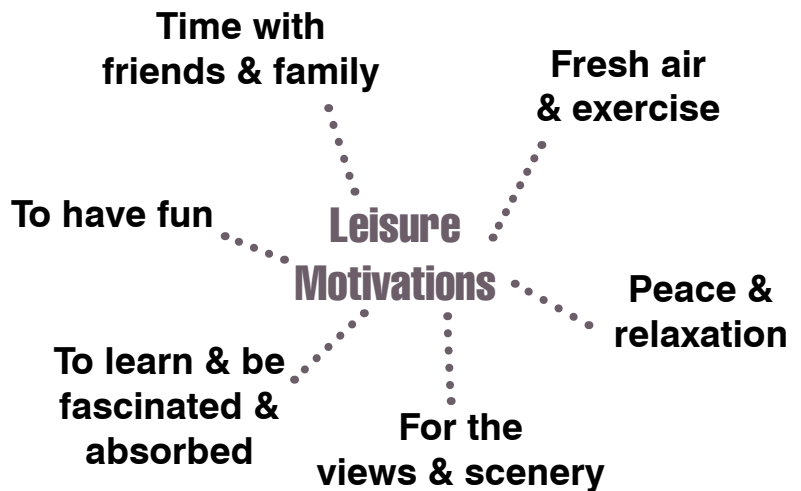 Time with
friends & family
Fresh air
& exercise
To have fun
Leisure
Motivations
Peace &
relaxation
To learn & be
fascinated &
absorbed
For the
views & scenery